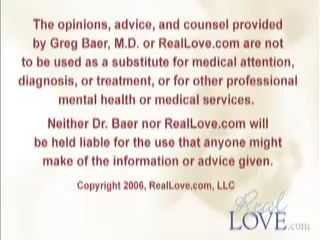 The opinions, advice, and counsel provided
by Greg Baer, M.D. or RealLove.com are not
to be used as a substitute for medical attention,
diagnosis, or treatment, or for other professional
mental health or medical services.
Neither Dr. Baer nor RealLove.com will
be held liable for the use that anyone might
make of the information or advice given.
Copyright 2006, RealLove.com, LLC
Real
LOVE.com